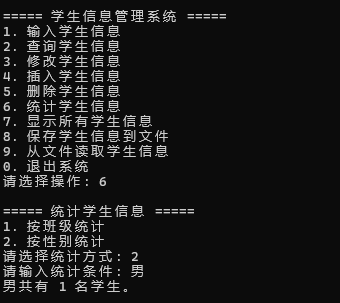 ===== 学生信息管理系统 =====
1. 输入学生信息
2. 查询学生信息
3. 修改学生信息
4. 插入学生信息
5. 删除学生信息
6. 统计学生信息
7. 显示所有学生信息
8. 保存学生信息到文件
9. 从文件读取学生信息
0. 退出系统
请选择操作: 6
===== 统计学生信息 =====
1. 按班级统计
2. 按性别统计
请选择统计方式: 2
请输入统计条件: 男
男共有 1 名学生。